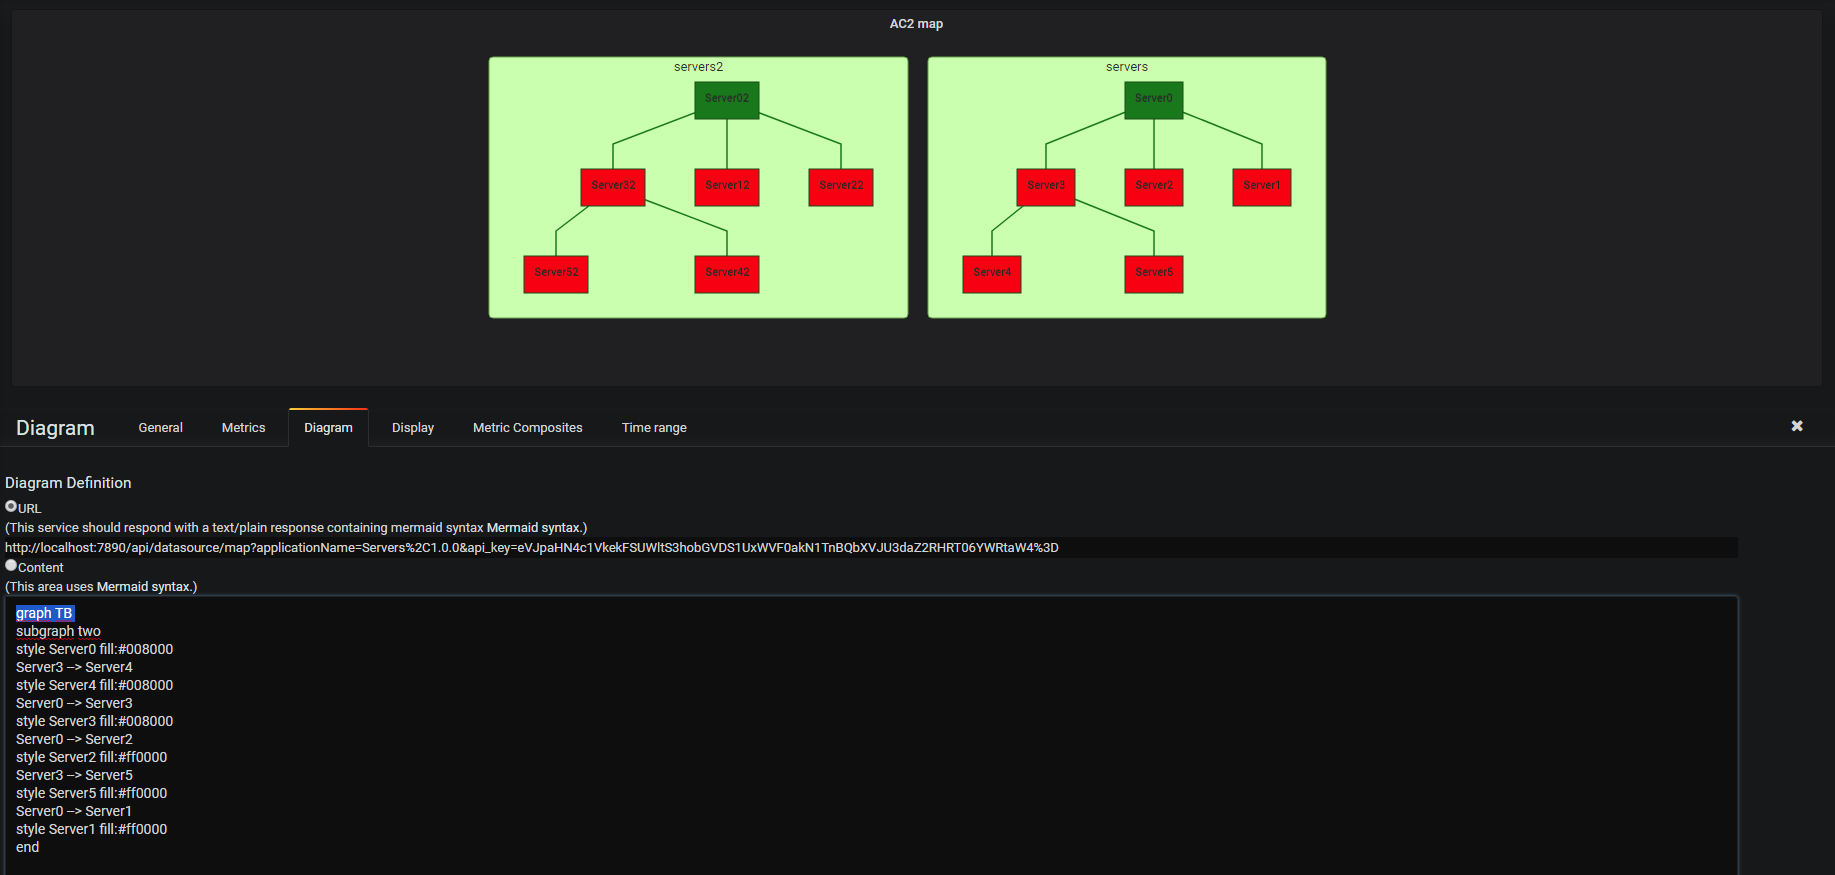 AC2 map
servers2
servers
Server02
Server0
Server32
Server12
Server22
Server3
Server2
Server1
Server52
Server42
Server4
Server5
Diagram
General
Metrics
Diagram
Display
Metric Composites
Time range
Diagram Definition
URL
(This service should respond with a text/plain response containing mermaid syntax Mermaid syntax.)
http://localhost:7890/api/datasource/map?applicationName=Servers%2C1.0.0&api_key=eVJpaHN4c1VkekFSUWltS3hobGVDS1UxWVF0akN1TnBQbXVJU3daZ2RHRT06YWRtaW4%3D
Content
(This area uses Mermaid syntax.)
graph TB
subgraph two
style Server0 fill:#008000
Server3 --> Server4
style Server4 fill:#008000
Server0 --> Server3
style Server3 fill:#008000
Server0 --> Server2
style Server2 fill:#ff0000
Server3 --> Server5
style Server5 fill:#ff0000
Server0 --> Server1
style Server1 fill:#ff0000
end